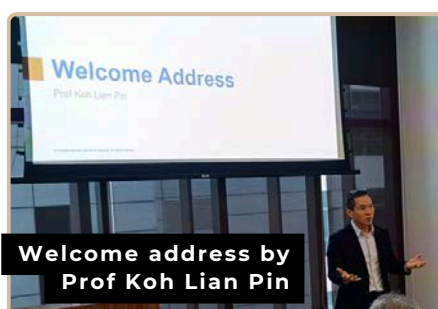 Welcome Address
Prof Koh Lian Pin
Welcome address by
Prof Koh Lian Pin